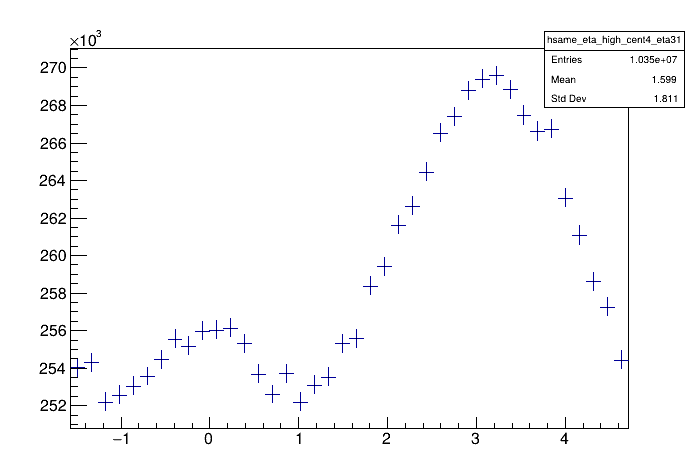 ×10³
hsame_eta_high_cent4_eta31
Entries 1.035e+07
Mean 1.599
Std Dev 1.811
270
268
266
264
262
260
258
256
254
252
−1 0 1 2 3 4